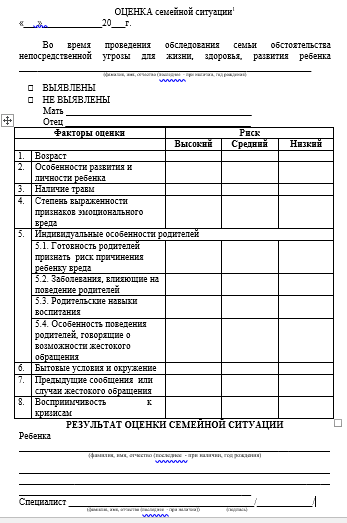 ОЦЕНКА семейной ситуации¹
«___»____________20___г.
Во время проведения обследования семьи обстоятельства
непосредственной угрозы для жизни, здоровья, развития ребенка
(фамилия, имя, отчество (последнее - при наличии, год рождения)
☐ ВЫЯВЛЕНЫ
☐ НЕ ВЫЯВЛЕНЫ
Мать
Отец
Факторы оценки Риск
Высокий Средний Низкий
1. Возраст
2. Особенности развития и
личности ребенка
3. Наличие травм
4. Степень выраженности
признаков эмоционального
вреда
5. Индивидуальные особенности родителей
5.1. Готовность родителей
признать риск причинения
ребенку вреда
5.2. Заболевания, влияющие на
поведение родителей
5.3. Родительские навыки
воспитания
5.4. Особенность поведения
родителей, говорящие о
возможности жестокого
обращения
6. Бытовые условия и окружение
7. Предыдущие сообщения или
случаи жестокого обращения
8. Восприимчивость к
кризисам
РЕЗУЛЬТАТ ОЦЕНКИ СЕМЕЙНОЙ СИТУАЦИИ
Ребенка
(фамилия, имя, отчество (последнее - при наличии, год рождения)
Специалист ____________ /____________/
(фамилия, имя, отчество (последнее - при наличии)) (подпись)